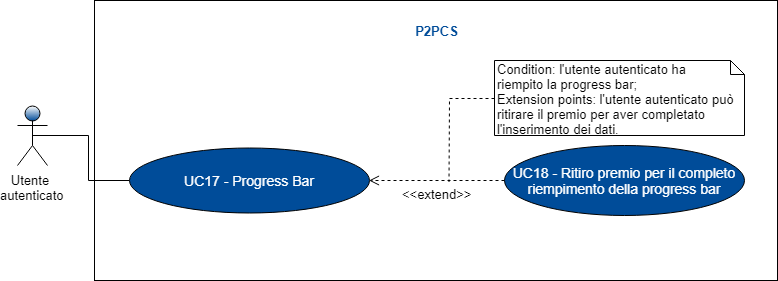 P2PCS
Condition: l'utente autenticato ha
riempito la progress bar;
Extension points: l'utente autenticato può
ritirare il premio per aver completato
l'inserimento dei dati.
Utente
autenticato
UC17 - Progress Bar
<<extend>>
UC18 - Ritiro premio per il completo
riempimento della progress bar